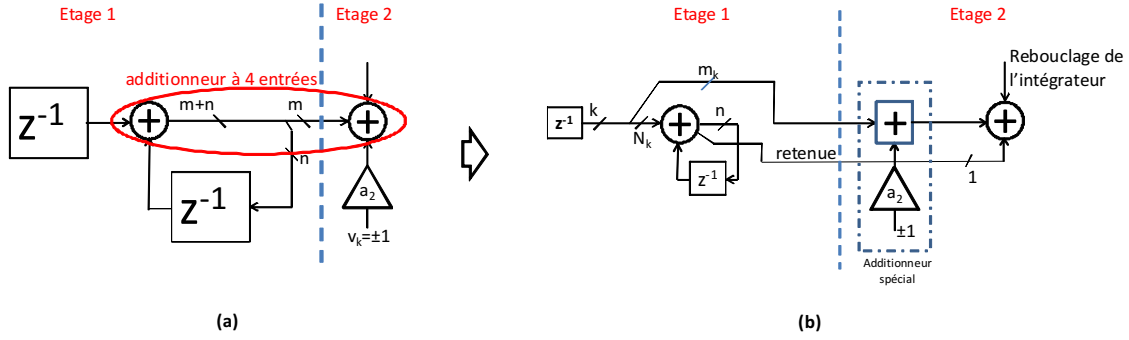 Etage 1
Etage 2
additionneur à 4 entrées
z-1
+
m+n
m
+
n
z-1
a2
vk=±1
(a)
Etage 1
Etage 2
Rebouclage de
l'intégrateur
mk
z-1
k
Nk
+
n
+
+
retenue
z-1
1
a2
±1
Additionneur
spécial
(b)